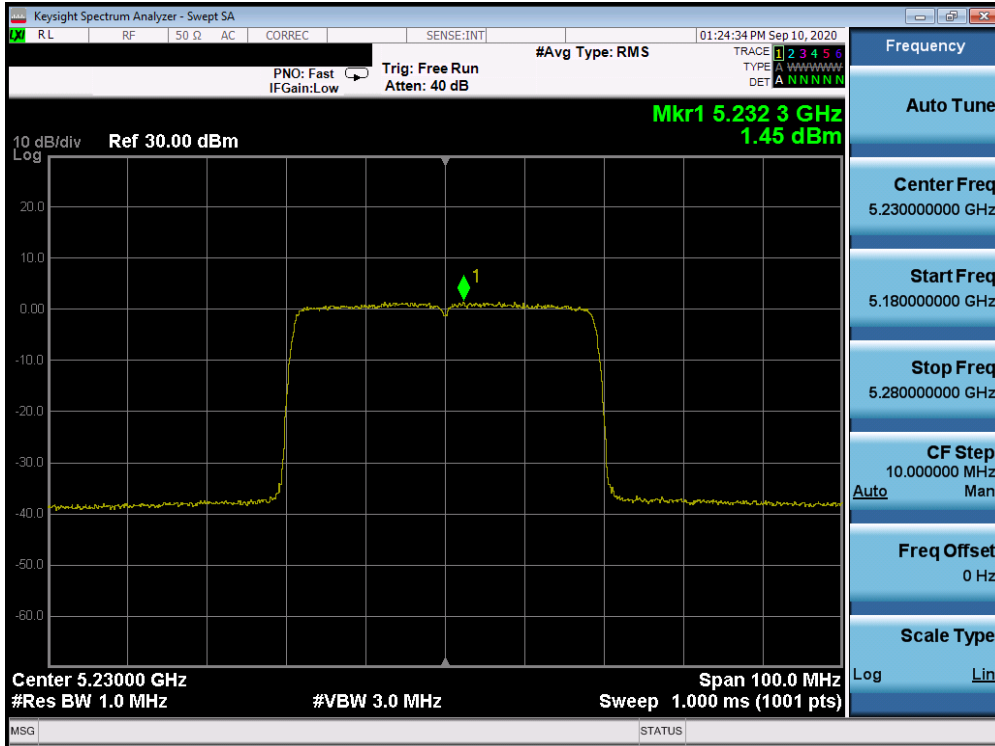 LXI Keysight Spectrum Analyzer - Swept SA
RL RF 50 Ω AC CORREC SENSE:INT 01:24:34 PM Sep 10, 2020
#Avg Type: RMS
TRACE 1 2 3 4 5 6
TYPE A WWWWW
DET A N N N N N
PNO: Fast
IFGain:Low
Trig: Free Run
Atten: 40 dB
Mkr1 5.232 3 GHz
1.45 dBm
10 dB/div Ref 30.00 dBm
Log
20.0
10.0
0.00
-10.0
-20.0
-30.0
-40.0
-50.0
-60.0
1
Center 5.23000 GHz Span 100.0 MHz
#Res BW 1.0 MHz #VBW 3.0 MHz Sweep 1.000 ms (1001 pts)
MSG STATUS
Frequency
Auto Tune
Center Freq
5.230000000 GHz
Start Freq
5.180000000 GHz
Stop Freq
5.280000000 GHz
CF Step
10.000000 MHz
Auto Man
Freq Offset
0 Hz
Scale Type
Log Lin